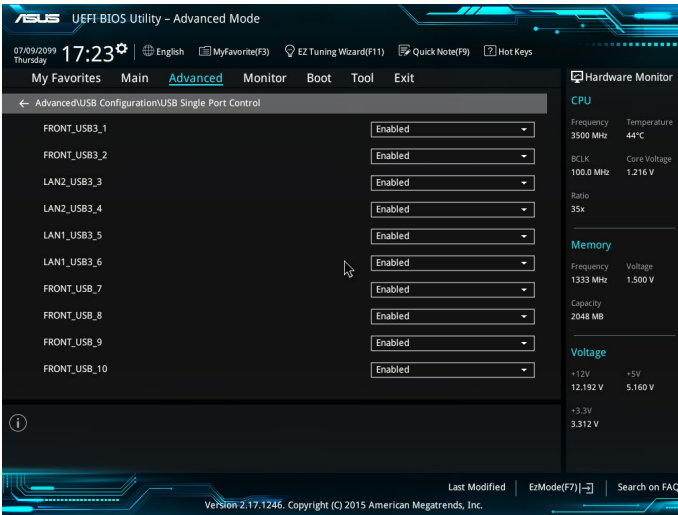 ASUS UEFI BIOS Utility – Advanced Mode
07/09/2099 Thursday 17:23 English MyFavorite(F3) EZ Tuning Wizard(F11) Quick Note(F9) ? Hot Keys
My Favorites Main Advanced Monitor Boot Tool Exit
← Advanced\USB Configuration\USB Single Port Control
FRONT_USB3_1 Enabled
FRONT_USB3_2 Enabled
LAN2_USB3_3 Enabled
LAN2_USB3_4 Enabled
LAN1_USB3_5 Enabled
LAN1_USB3_6 Enabled
FRONT_USB_7 Enabled
FRONT_USB_8 Enabled
FRONT_USB_9 Enabled
FRONT_USB_10 Enabled
Hardware Monitor
CPU
Frequency Temperature
3500 MHz 44°C
BCLK Core Voltage
100.0 MHz 1.216 V
Ratio
35x
Memory
Frequency Voltage
1333 MHz 1.500 V
Capacity
2048 MB
Voltage
+12V +5V
12.192 V 5.160 V
+3.3V
3.312 V
i
Last Modified EzMode(F7) Search on FAQ
Version 2.17.1246. Copyright (C) 2015 American Megatrends, Inc.